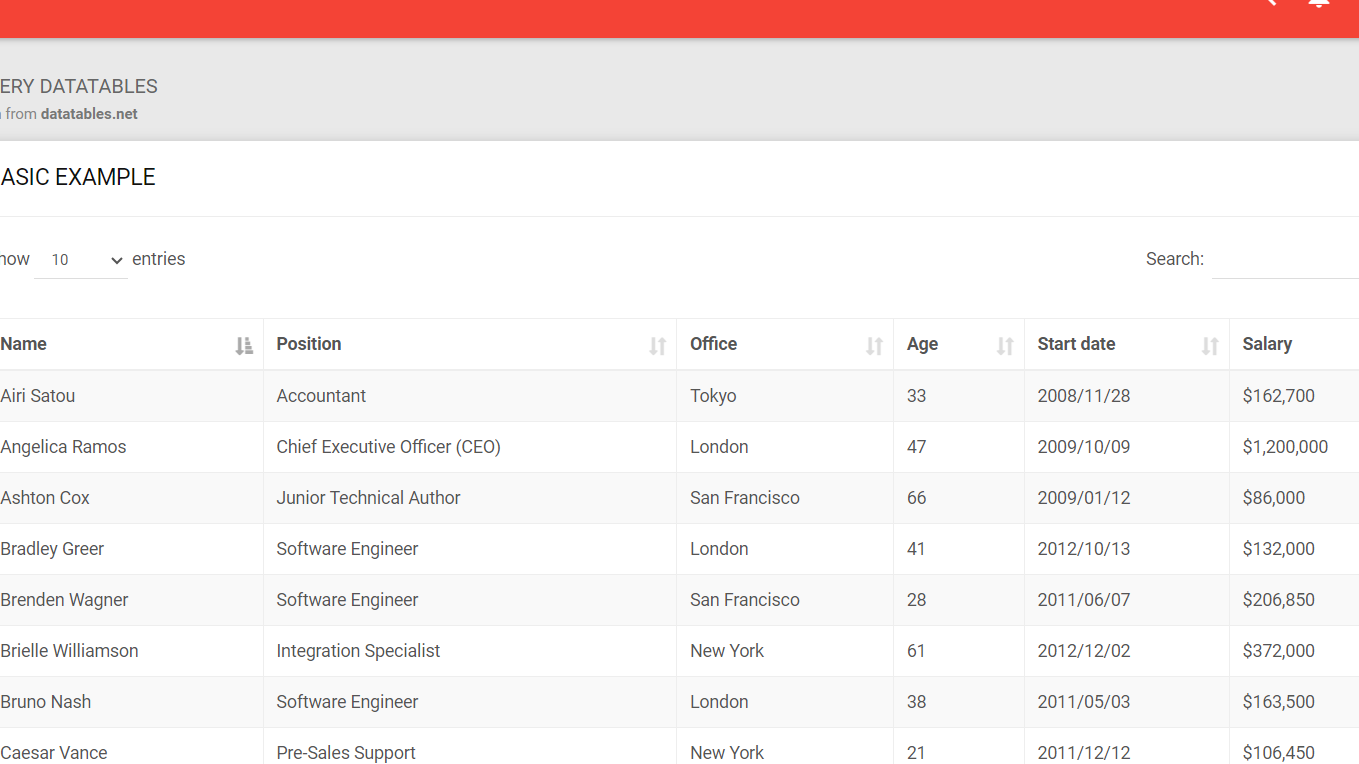 ERY DATATABLES
from datatables.net
ASIC EXAMPLE
how 10 entries Search:
Name Position Office Age Start date Salary
Airi Satou Accountant Tokyo 33 2008/11/28 $162,700
Angelica Ramos Chief Executive Officer (CEO) London 47 2009/10/09 $1,200,000
Ashton Cox Junior Technical Author San Francisco 66 2009/01/12 $86,000
Bradley Greer Software Engineer London 41 2012/10/13 $132,000
Brenden Wagner Software Engineer San Francisco 28 2011/06/07 $206,850
Brielle Williamson Integration Specialist New York 61 2012/12/02 $372,000
Bruno Nash Software Engineer London 38 2011/05/03 $163,500
Caesar Vance Pre-Sales Support New York 21 2011/12/12 $106,450